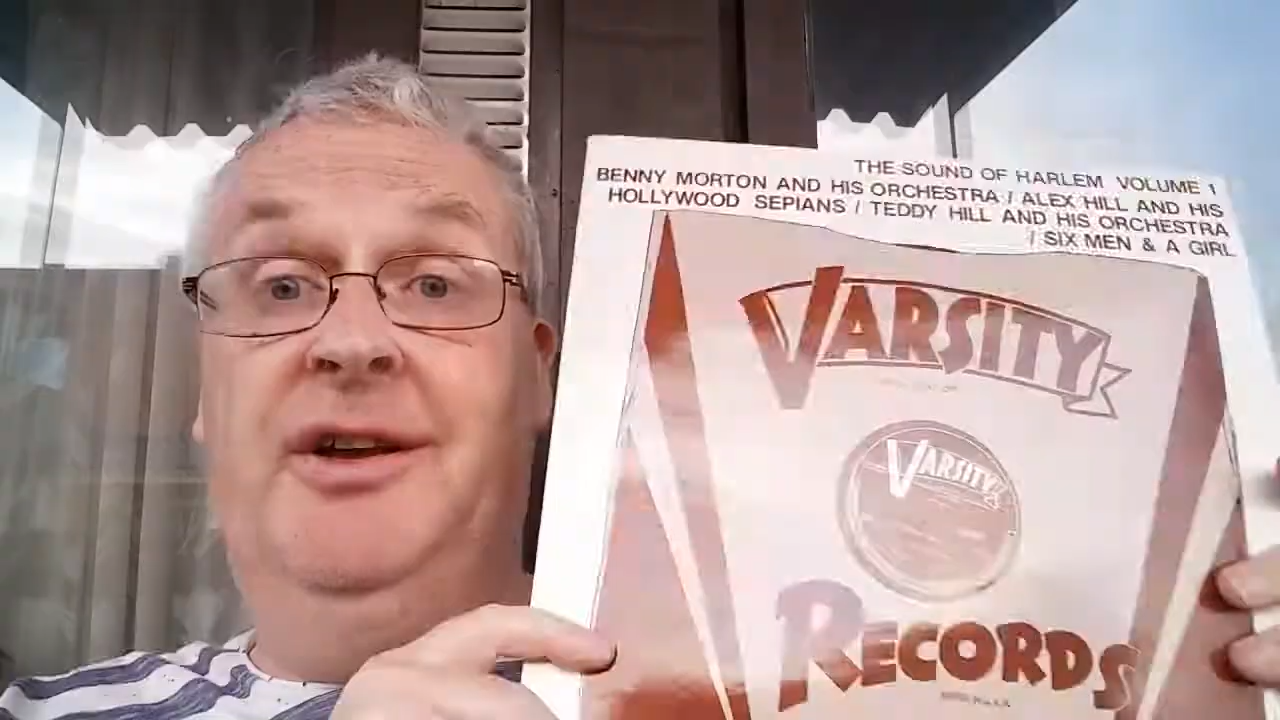 THE SOUND OF HARLEM VOLUME 1
BENNY MORTON AND HIS ORCHESTRA / ALEX HILL AND HIS
HOLLYWOOD SEPIANS / TEDDY HILL AND HIS ORCHESTRA
/ SIX MEN & A GIRL
VARSITY
VARSITY
RECORDS